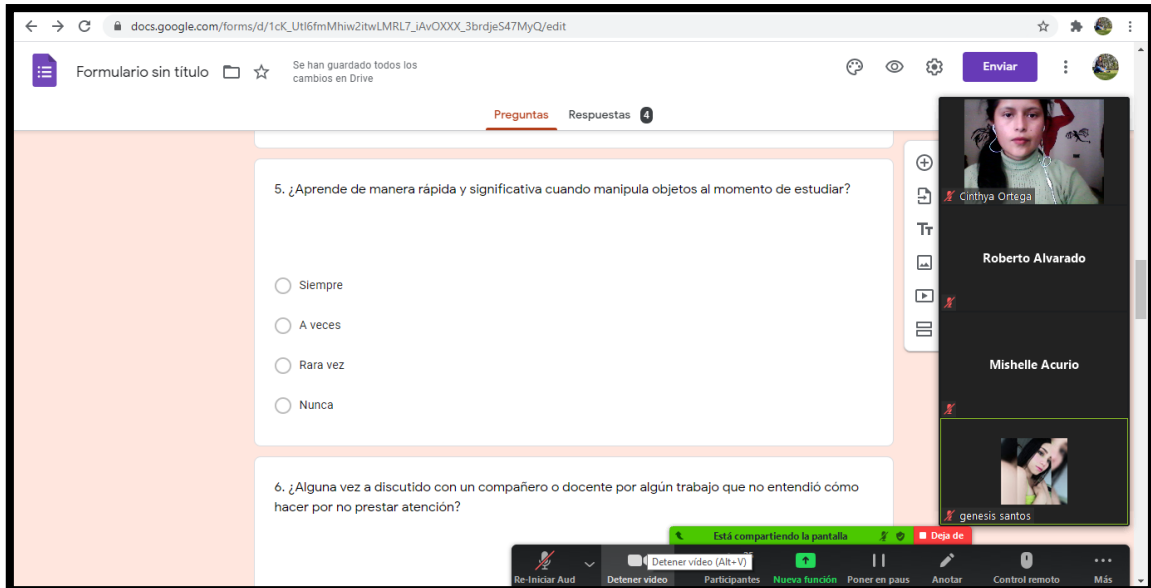 docs.google.com/forms/d/1cK_UtI6fmMhiw2itwLMRL7_iAvOXXX_3brdjeS47MyQ/edit
Formulario sin título
Se han guardado todos los
cambios en Drive
Enviar
Preguntas
Respuestas 4
5. ¿Aprende de manera rápida y significativa cuando manipula objetos al momento de estudiar?
Siempre
A veces
Rara vez
Nunca
6. ¿Alguna vez a discutido con un compañero o docente por algún trabajo que no entendió cómo
hacer por no prestar atención?
Tт
Cinthya Ortega
Roberto Alvarado
Mishelle Acurio
genesis santos
Está compartiendo la pantalla
Deja de
Detener vídeo (Alt+V)
Re-Iniciar Aud
Detener video
Participantes
Nueva función
Poner en paus
Anotar
Control remoto
Más